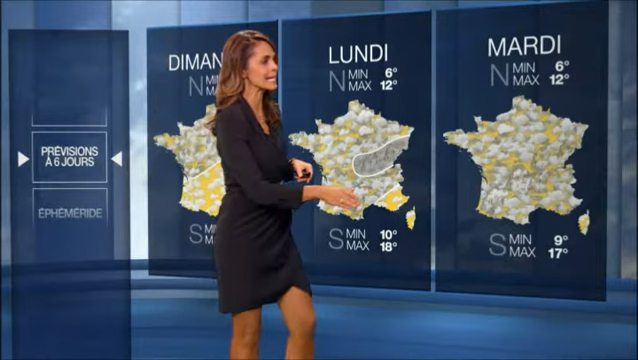 PRÉVISIONS
À 6 JOURS
ÉPHÉMÉRIDE
DIMAN
N MIN
MAX
S MIN
MAX
LUNDI
N MIN 6°
MAX 12°
S MIN 10°
MAX 18°
MARDI
N MIN 6°
MAX 12°
S MIN 9°
MAX 17°